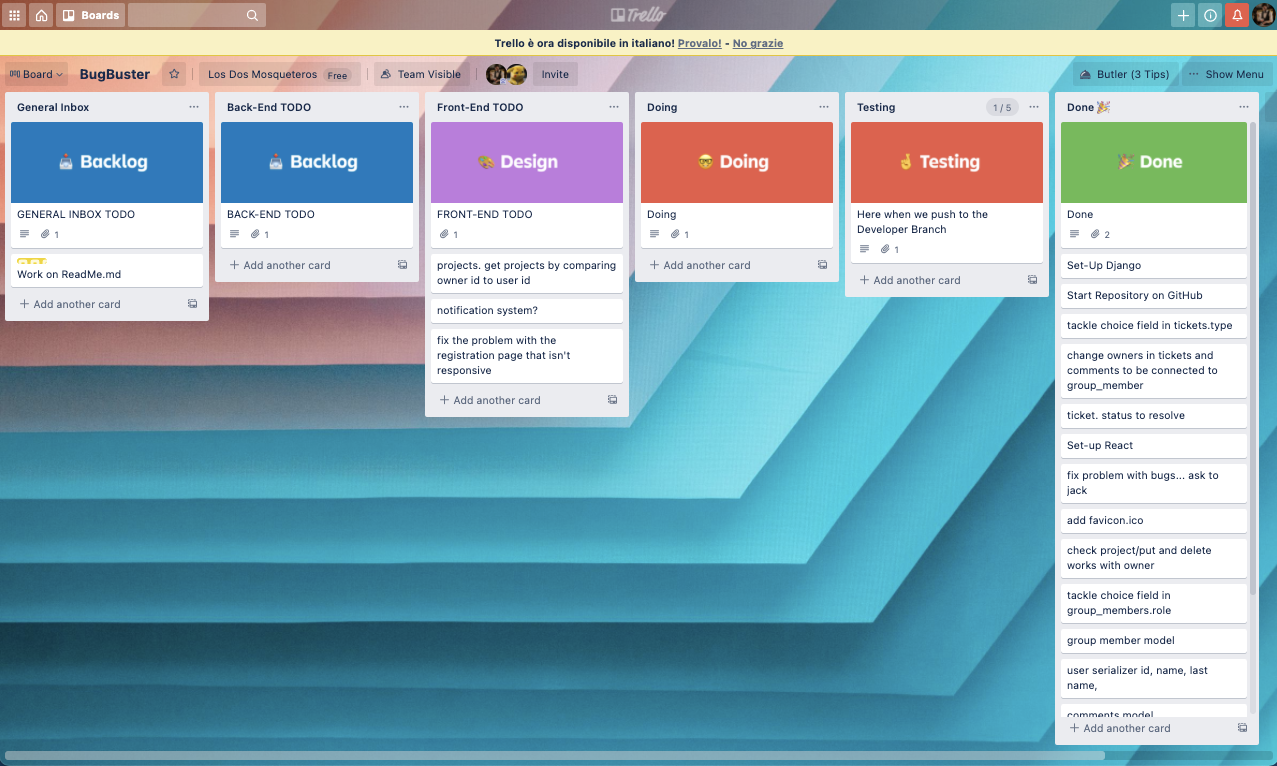 Boards
Trello
Trello è ora disponibile in italiano! Provalo! - No grazie
Board
BugBuster
Los Dos Mosqueteros Free
Team Visible
Invite
Butler (3 Tips)
... Show Menu
General Inbox ...
Backlog
GENERAL INBOX TODO
1
Work on ReadMe.md
+ Add another card
Back-End TODO ...
Backlog
BACK-END TODO
1
+ Add another card
Front-End TODO ...
Design
FRONT-END TODO
1
projects. get projects by comparing
owner id to user id
notification system?
fix the problem with the
registration page that isn't
responsive
+ Add another card
Doing ...
Doing
Doing
1
+ Add another card
Testing 1 / 5 ...
Testing
Here when we push to the
Developer Branch
1
+ Add another card
Done 🎉 ...
Done
Done
2
Set-Up Django
Start Repository on GitHub
tackle choice field in tickets.type
change owners in tickets and
comments to be connected to
group_member
ticket. status to resolve
Set-up React
fix problem with bugs... ask to
jack
add favicon.ico
check project/put and delete
works with owner
tackle choice field in
group_members.role
group member model
user serializer id, name, last
name,
comments model
+ Add another card